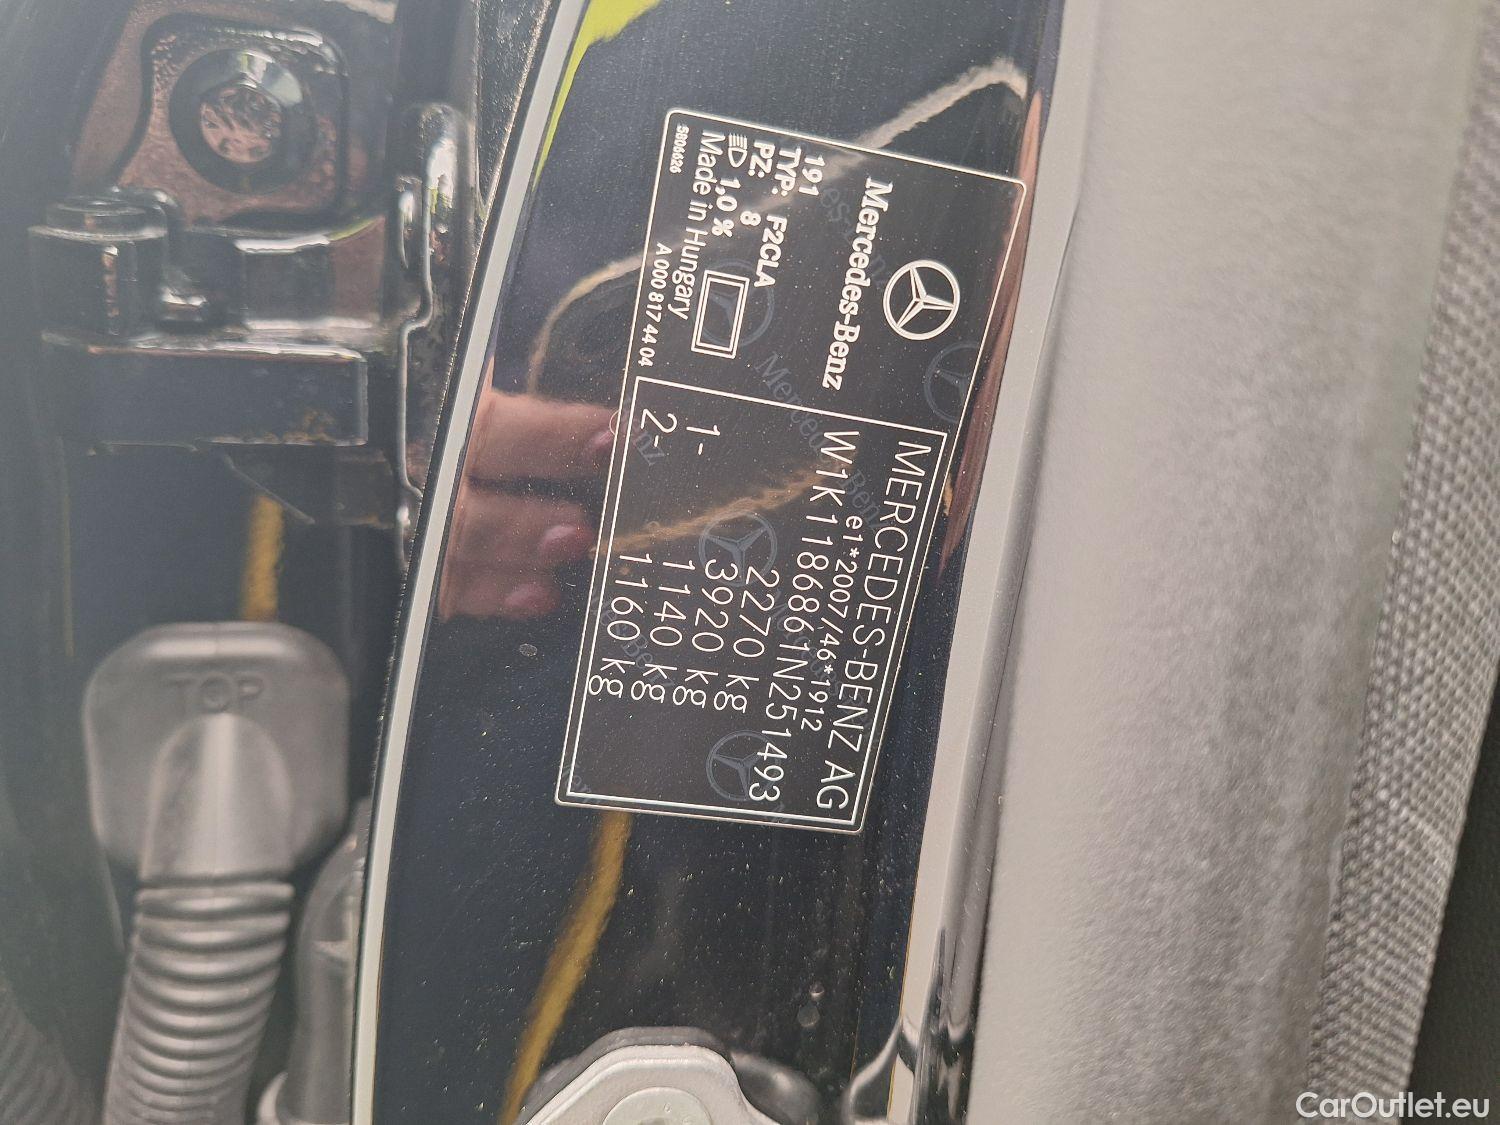 Mercedes-Benz
191
TYP: F2CLA
PZ: 8
1,0 %
Made in Hungary
5806626
A 000 817 44 04
MERCEDES-BENZ AG
e1*2007/46*1912
W1K1186861N251493
2270 kg
3920 kg
1- 1140 kg
2- 1160 kg
TOP
CarOutlet.eu